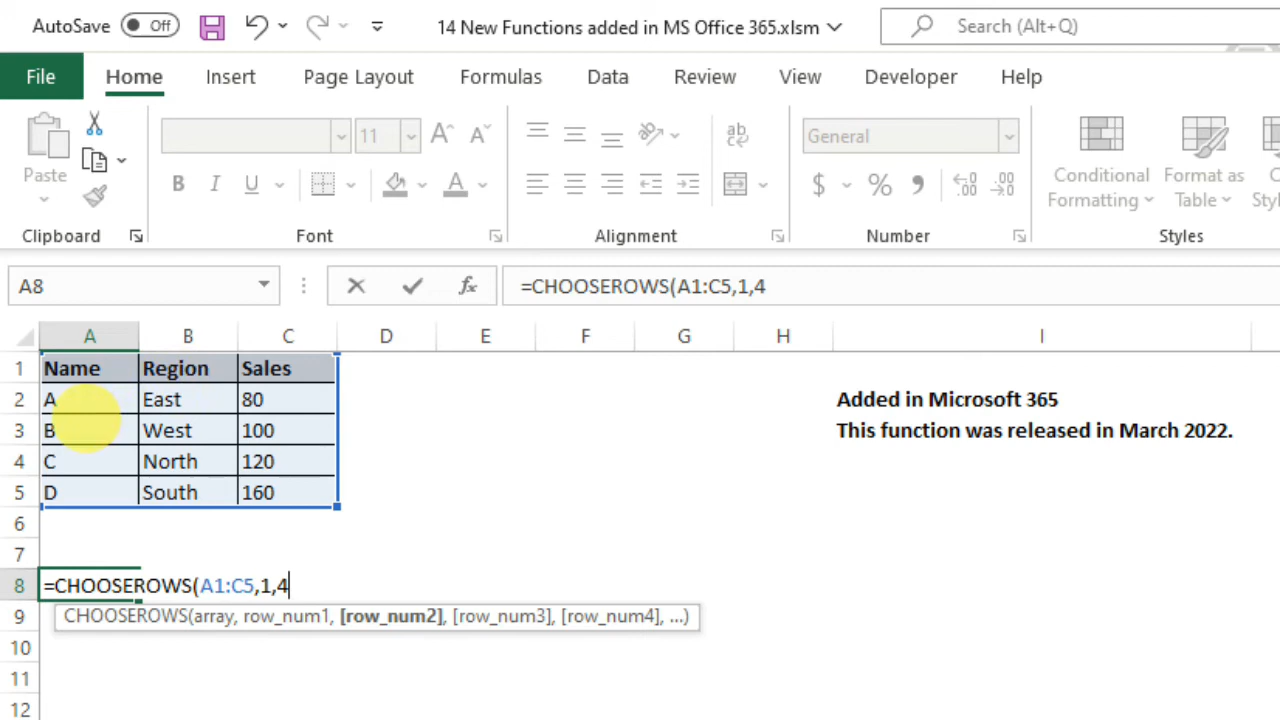 AutoSave Off 14 New Functions added in MS Office 365.xlsm Search (Alt+Q)
File Home Insert Page Layout Formulas Data Review View Developer Help
11 A A ab General
Paste B I U A $ % Conditional Formatting Format as Table
Clipboard Font Alignment Number Styles
A8 fx =CHOOSEROWS(A1:C5,1,4
A B C D E F G H I
1 Name Region Sales
2 A East 80 Added in Microsoft 365
3 B West 100 This function was released in March 2022.
4 C North 120
5 D South 160
6
7
8 =CHOOSEROWS(A1:C5,1,4
9 CHOOSEROWS(array, row_num1, [row_num2], [row_num3], [row_num4], ...)
10
11
12